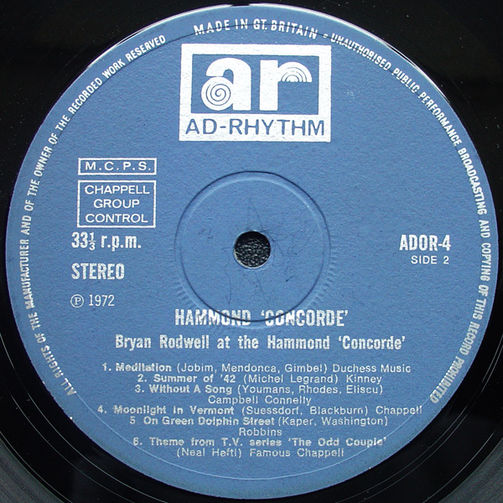 MADE IN GT. BRITAIN - UNAUTHORISED PUBLIC PERFORMANCE BROADCASTING AND COPYING OF THIS RECORD PROHIBITED
ALL RIGHTS OF THE MANUFACTURER AND OF THE OWNER OF THE RECORDED WORK RESERVED
ar
AD-RHYTHM
M.C.P.S.
CHAPPELL
GROUP
CONTROL
33⅓ r.p.m.
STEREO
Ⓟ 1972
ADOR-4
SIDE 2
HAMMOND 'CONCORDE'
Bryan Rodwell at the Hammond 'Concorde'
1. Meditation (Jobim, Mendonca, Gimbel) Duchess Music
2. Summer of '42 (Michel Legrand) Kinney
3. Without A Song (Youmans, Rhodes, Eliscu)
Campbell Connelly
4. Moonlight in Vermont (Suessdorf, Blackburn) Chappell
5. On Green Dolphin Street (Kaper, Washington)
Robbins
6. Theme from T.V. series 'The Odd Couple'
(Neal Hefti) Famous Chappell